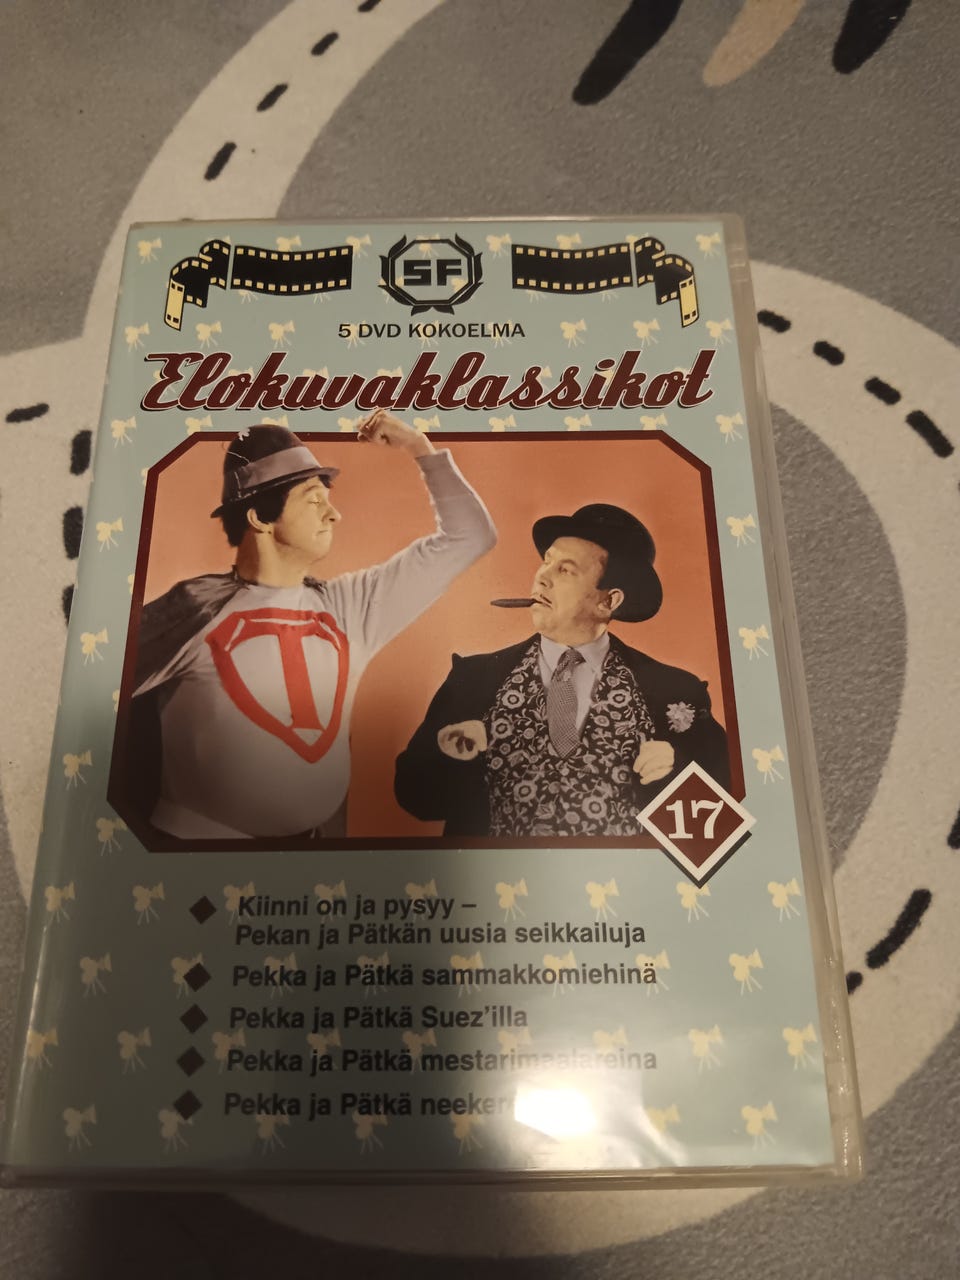 SF
5 DVD KOKOELMA
Elokuvaklassikot
T
17
Kiinni on ja pysyy –
Pekan ja Pätkän uusia seikkailuja
Pekka ja Pätkä sammakkomiehinä
Pekka ja Pätkä Suez'illa
Pekka ja Pätkä mestarimaalareina
Pekka ja Pätkä